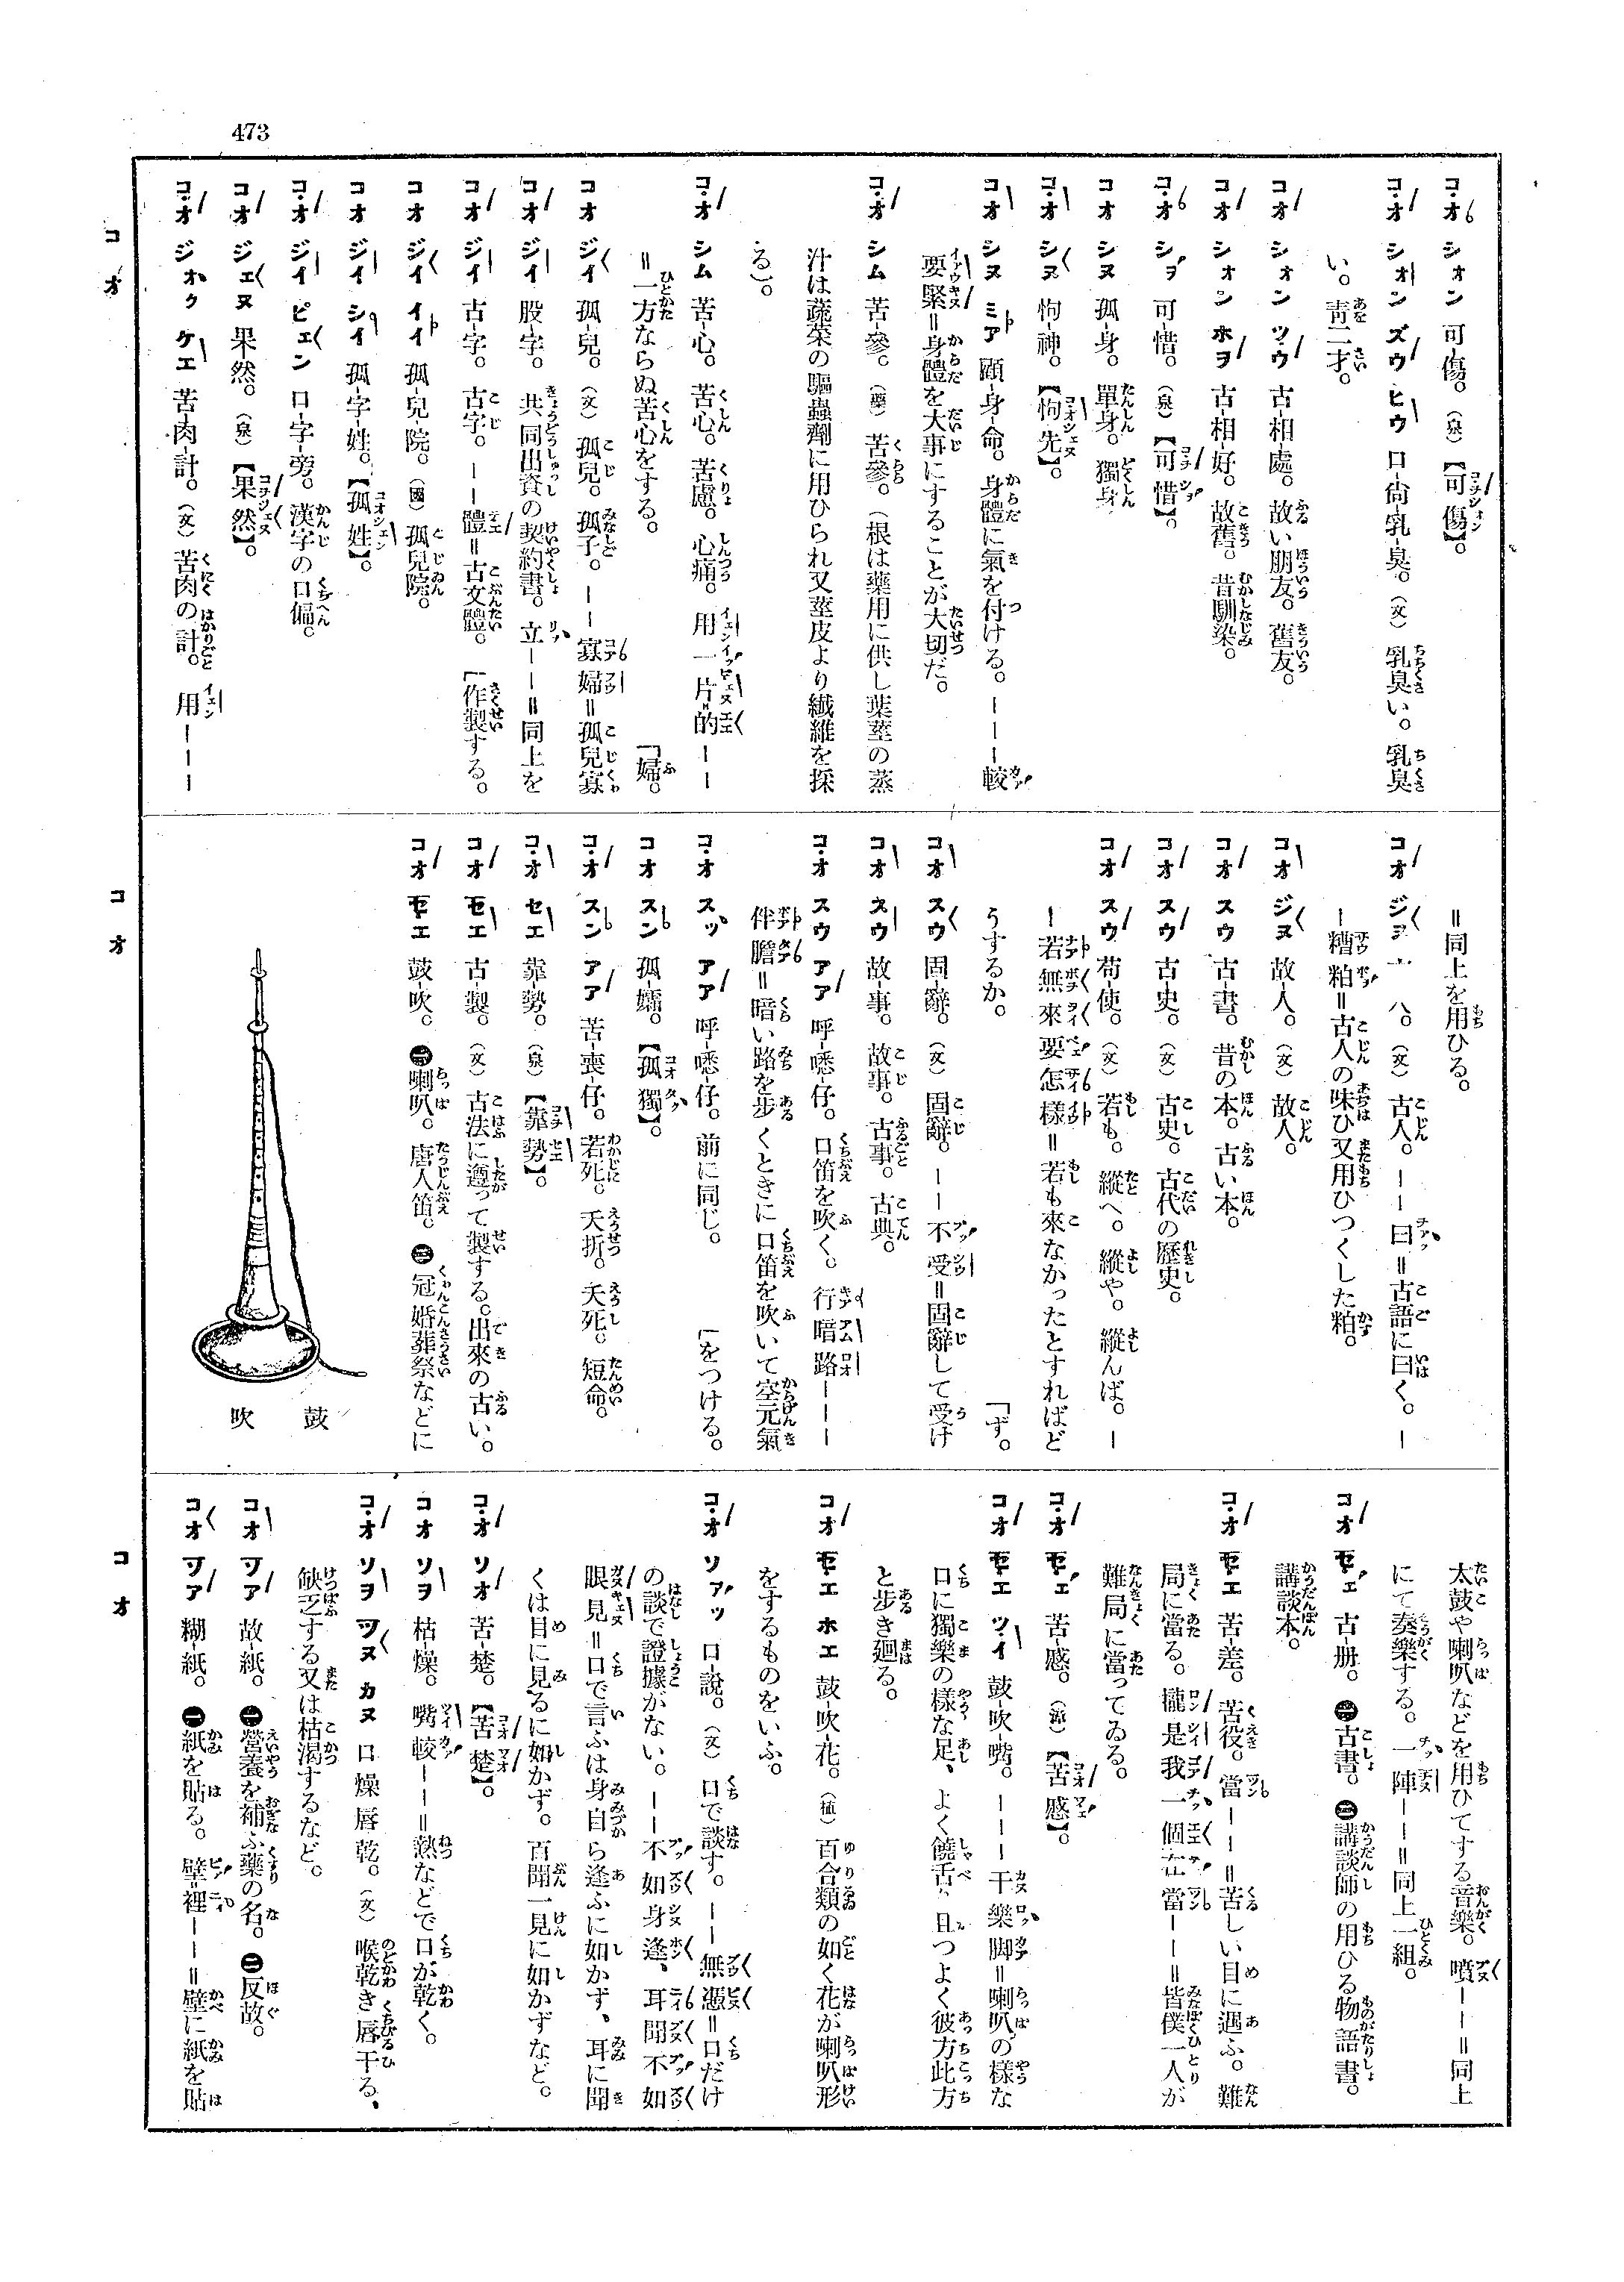 473
コオ シォン 可-傷。（泉）【可傷】。
コオ シォン ズウ ヒウ 口-尙-乳-臭。（文） 乳臭い。乳臭
い。靑二才。
コオ シォン ツウ 古-相-處。故い朋友。舊友。
コオ シォン ホヲ 古-相-好。故舊。昔馴染。
コオ シヲ 可-惜。（泉）【可惜】。
コオ シヌ 孤-身。單身。獨身
コオ シヌ 拘-神。【拘先】。
コオ シヌ ミア 顧-身-命。身體に氣を付ける。ーーー較
要緊＝身體を大事にすることが大切だ。
コオ シム 苦-參。（藥） 苦參。（根は藥用に供し葉莖の蒸
汁は蔬菜の驅蟲劑に用ひられ又莖皮より纖維を採
る）。
コオ シム 苦-心。苦心。苦慮。心痛。用一片的ーー
＝一方ならぬ苦心をする。 「婦。
コオ ジイ 孤-兒。（文） 孤兒。孤子。ーー寡婦＝孤兒寡
コオ ジイ 股-字。 共同出資の契約書。立ーー＝同上を
コオ ジイ 古-字。 古字。ーー體＝古文體。 「作製する。
コオ ジイ イイ 孤-兒-院。（國） 孤兒院。
コオ ジイ シイ 孤-字-姓。【孤姓】。
コオ ジイ ピェン 口-字-旁。漢字の口偏。
コオ ジェヌ 果-然。（泉）【果然】。
コオ ジォク ケエ 苦-肉-計。（文） 苦肉の計。 用ーーー
コオ
＝同上を用ひる。
コオ ジヌ 古-人。（文） 古人。ーー曰＝古語に曰く。ー
ー糟粕＝古人の味ひ又用ひつくした粕。
コオ ジヌ 故-人。（文） 故人。
コオ スウ 古-書。昔の本。古い本。
コオ スウ 古-史。（文） 古史。古代の歷史。
コオ スウ 苟-使。（文） 若も。縱へ。縱や。縱んば。ー
ー若無來要怎樣＝若も來なかったとすればど
うするか。 「ず。
コオ スウ 固-辭。（文） 固辭。ーー不受＝固辭して受け
コオ スウ 故-事。故事。古事。古典。
コオ スウ アア 呼-嘥-仔。口笛を吹く。行暗路ーーー
伴膽＝暗い路を步くときに口笛を吹いて空元氣
コオ スッ アア 呼-嘥-仔。前に同じ。 「をつける。
コオ スン 孤-孀。【孤獨】。
コオ スン アア 苦-喪-仔。若死。夭折。夭死。短命。
コオ セエ 靠-勢。（泉）【靠勢】。
コオ セエ 古-製。（文） 古法に遵って製する。出來の古い。
コオ セエ 鼓-吹。 ㊀喇叭。唐人笛。㊁冠婚葬祭などに
鼓 吹
コオ
太鼓や喇叭などを用ひてする音樂。噴ーー＝同上
にて奏樂する。一陣ーー＝同上一組。
コオ セエ 古-册。㊀古書。㊁講談師の用ひる物語書。
講談本。
コオ セエ 苦-差。苦役。當ーー＝苦しい目に遇ふ。難
局に當る。攏是我一個在當ーー＝皆僕一人が
難局に當ってゐる。
コオ セエ 苦-慼。（漳）【苦慼】。
コオ セエ ツイ 鼓-吹-嘴。ーーー干樂脚＝喇叭の樣な
口に獨樂の樣な足、よく饒舌り且つよく彼方此方
と步き廻る。
コオ セエ ホエ 鼓-吹-花。（植） 百合類の如く花が喇叭形
をするものをいふ。
コオ ソアッ 口-說。（文） 口で談す。ーー無憑＝口だけ
の談で證據がない。ーー不如身逢、耳聞不如
眼見＝口で言ふは身自ら逢ふに如かず、耳に聞
くは目に見るに如かず。百聞一見に如かずなど。
コオ ソオ 苦-楚。【苦楚】。
コオ ソヲ 枯-燥。嘴較ーー＝熱などで口が乾く。
コオ ソヲ ツヌ カヌ 口燥唇乾。（文） 喉乾き唇干る、
缺乏する又は枯渴するなど。
コオ ツア 故-紙。㊀營養を補ふ藥の名。㊁反故。
コオ ツア 糊-紙。㊀紙を貼る。壁裡ーー＝壁に紙を貼
コオ